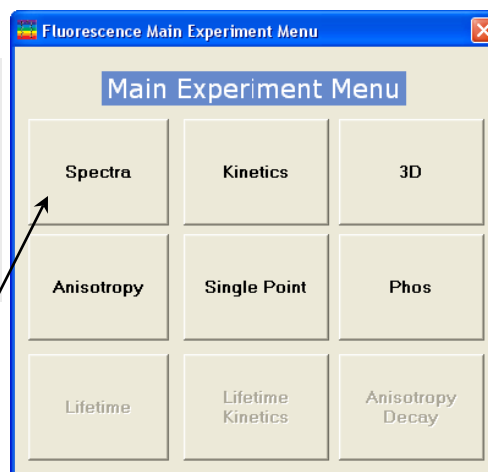 Fluorescence Main Experiment Menu
Main Experiment Menu
Spectra
Kinetics
3D
Anisotropy
Single Point
Phos
Lifetime
Lifetime
Kinetics
Anisotropy
Decay